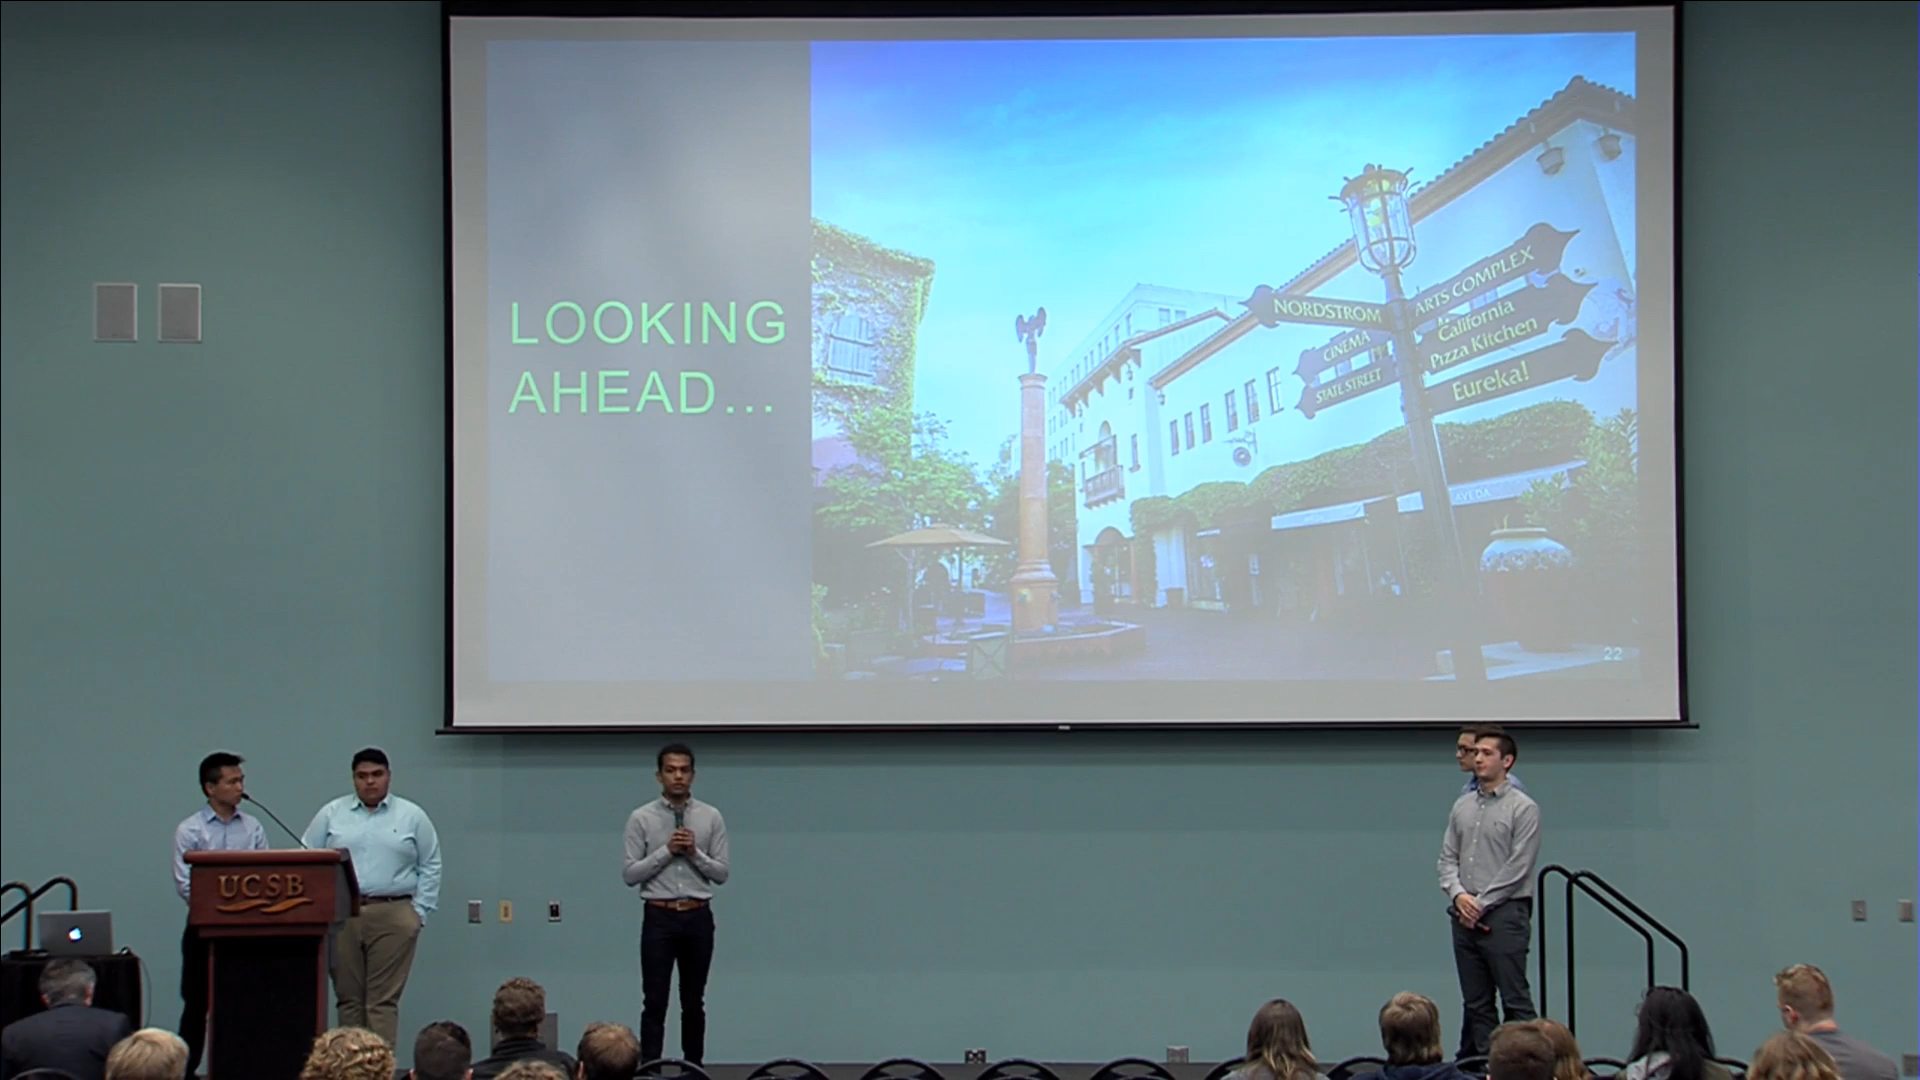 LOOKING
AHEAD...
NORDSTROM
CINEMA
STATE STREET
ARTS COMPLEX
California
Pizza Kitchen
Eureka!
AVEDA
22
UCSB